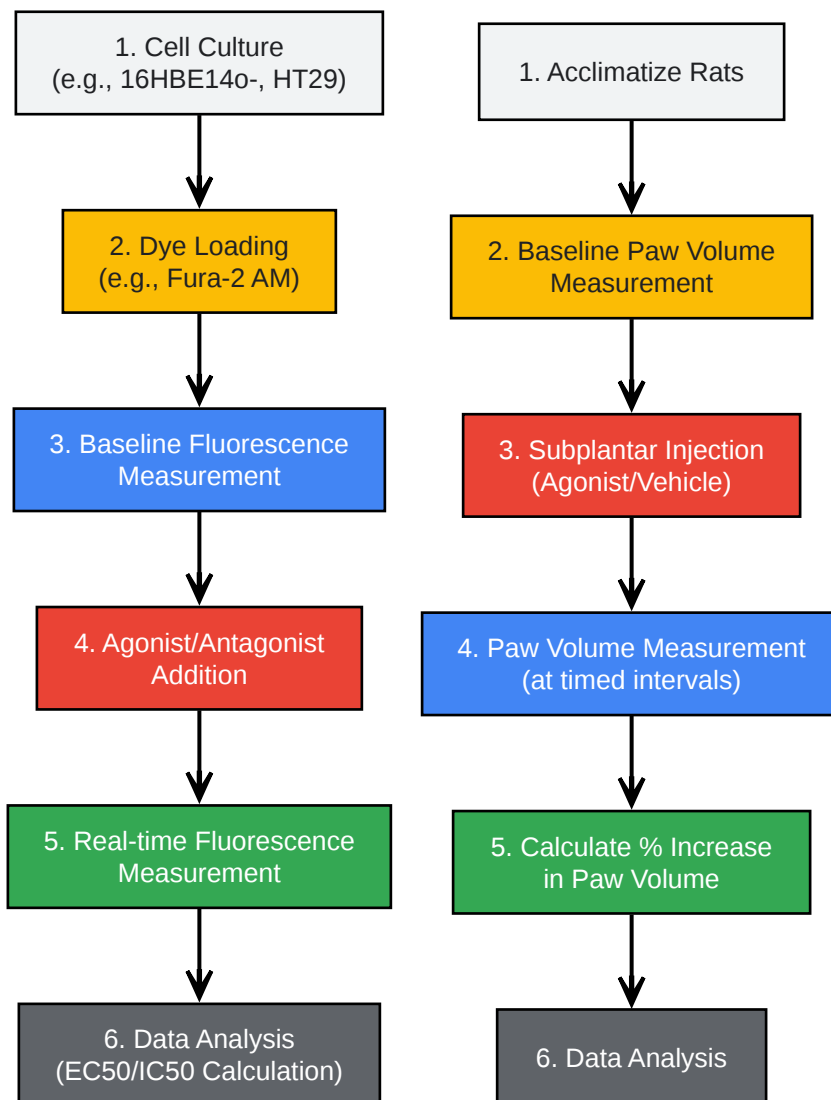 1. Cell Culture
(e.g., 16HBE14o-, HT29)
2. Dye Loading
(e.g., Fura-2 AM)
3. Baseline Fluorescence
Measurement
4. Agonist/Antagonist
Addition
5. Real-time Fluorescence
Measurement
6. Data Analysis
(EC50/IC50 Calculation)
1. Acclimatize Rats
2. Baseline Paw Volume
Measurement
3. Subplantar Injection
(Agonist/Vehicle)
4. Paw Volume Measurement
(at timed intervals)
5. Calculate % Increase
in Paw Volume
6. Data Analysis